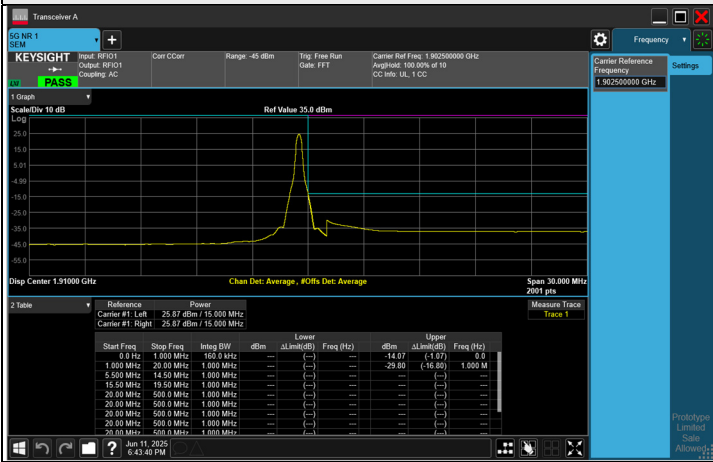 Transceiver A
5G NR 1
SEM
Frequency
KEYSIGHT
PASS
Input: RFIO1
Output: RFIO1
Coupling: AC
Corr CCorr
Range: -45 dBm
Trig: Free Run
Gate: FFT
Carrier Ref Freq: 1.902500000 GHz
Avg|Hold: 100.00% of 10
CC Info: UL, 1 CC
Carrier Reference
Frequency
1.902500000 GHz
Settings
1 Graph
Scale/Div 10 dB
Ref Value 35.0 dBm
Log
25.0
15.0
5.01
-4.99
-15.0
-25.0
-35.0
-45.0
-55.0
Disp Center 1.91000 GHz
Chan Det: Average, #Offs Det: Average
Span 30.000 MHz
2001 pts
2 Table
Measure Trace
Trace 1
Reference Power
Carrier #1: Left 25.87 dBm / 15.000 MHz
Carrier #1: Right 25.87 dBm / 15.000 MHz
Lower Upper
Start Freq Stop Freq Integ BW dBm ΔLimit(dB) Freq (Hz) dBm ΔLimit(dB) Freq (Hz)
0.0 Hz 1.000 MHz 160.0 kHz --- (---) --- -14.07 (-1.07) 0.0
1.000 MHz 20.00 MHz 1.000 MHz --- (---) --- -29.80 (-16.80) 1.000 M
5.500 MHz 14.50 MHz 1.000 MHz --- (---) --- --- (---) ---
15.50 MHz 19.50 MHz 1.000 MHz --- (---) --- --- (---) ---
20.00 MHz 500.0 MHz 1.000 MHz --- (---) --- --- (---) ---
20.00 MHz 500.0 MHz 1.000 MHz --- (---) --- --- (---) ---
20.00 MHz 500.0 MHz 1.000 MHz --- (---) --- --- (---) ---
20.00 MHz 500.0 MHz 1.000 MHz --- (---) --- --- (---) ---
20.00 MHz 500.0 MHz 1.000 MHz --- (---) --- --- (---) ---
Jun 11, 2025
6:43:40 PM
Prototype
Limited
Sale
Allowed